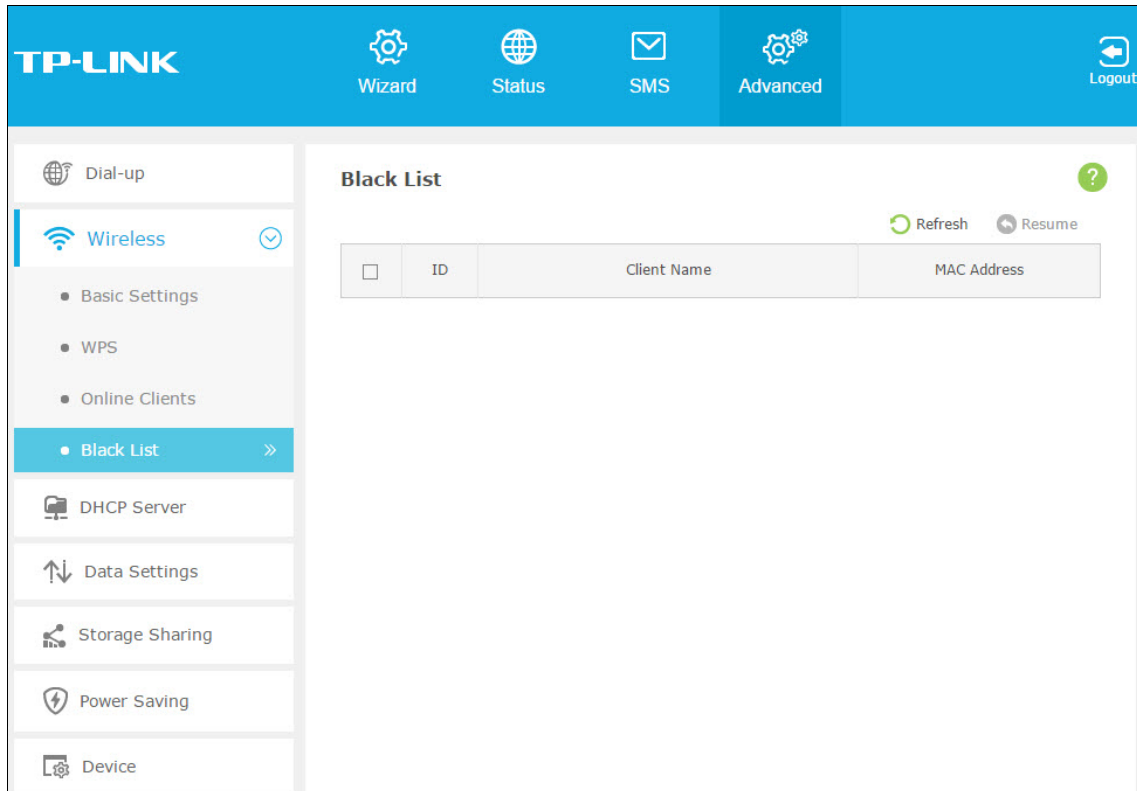 TP-LINK
Wizard
Status
SMS
Advanced
Logout
Dial-up
Wireless
Basic Settings
WPS
Online Clients
Black List
DHCP Server
Data Settings
Storage Sharing
Power Saving
Device
Black List
?
Refresh
Resume
ID
Client Name
MAC Address